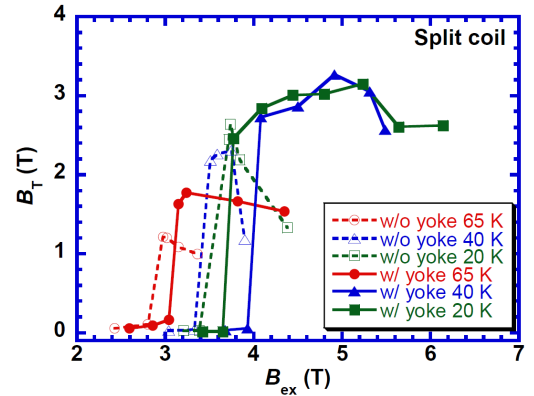 Split coil
4
3
2
1
0
B_T (T)
w/o yoke 65 K
w/o yoke 40 K
w/o yoke 20 K
w/ yoke 65 K
w/ yoke 40 K
w/ yoke 20 K
2 3 4 5 6 7
B_ex (T)